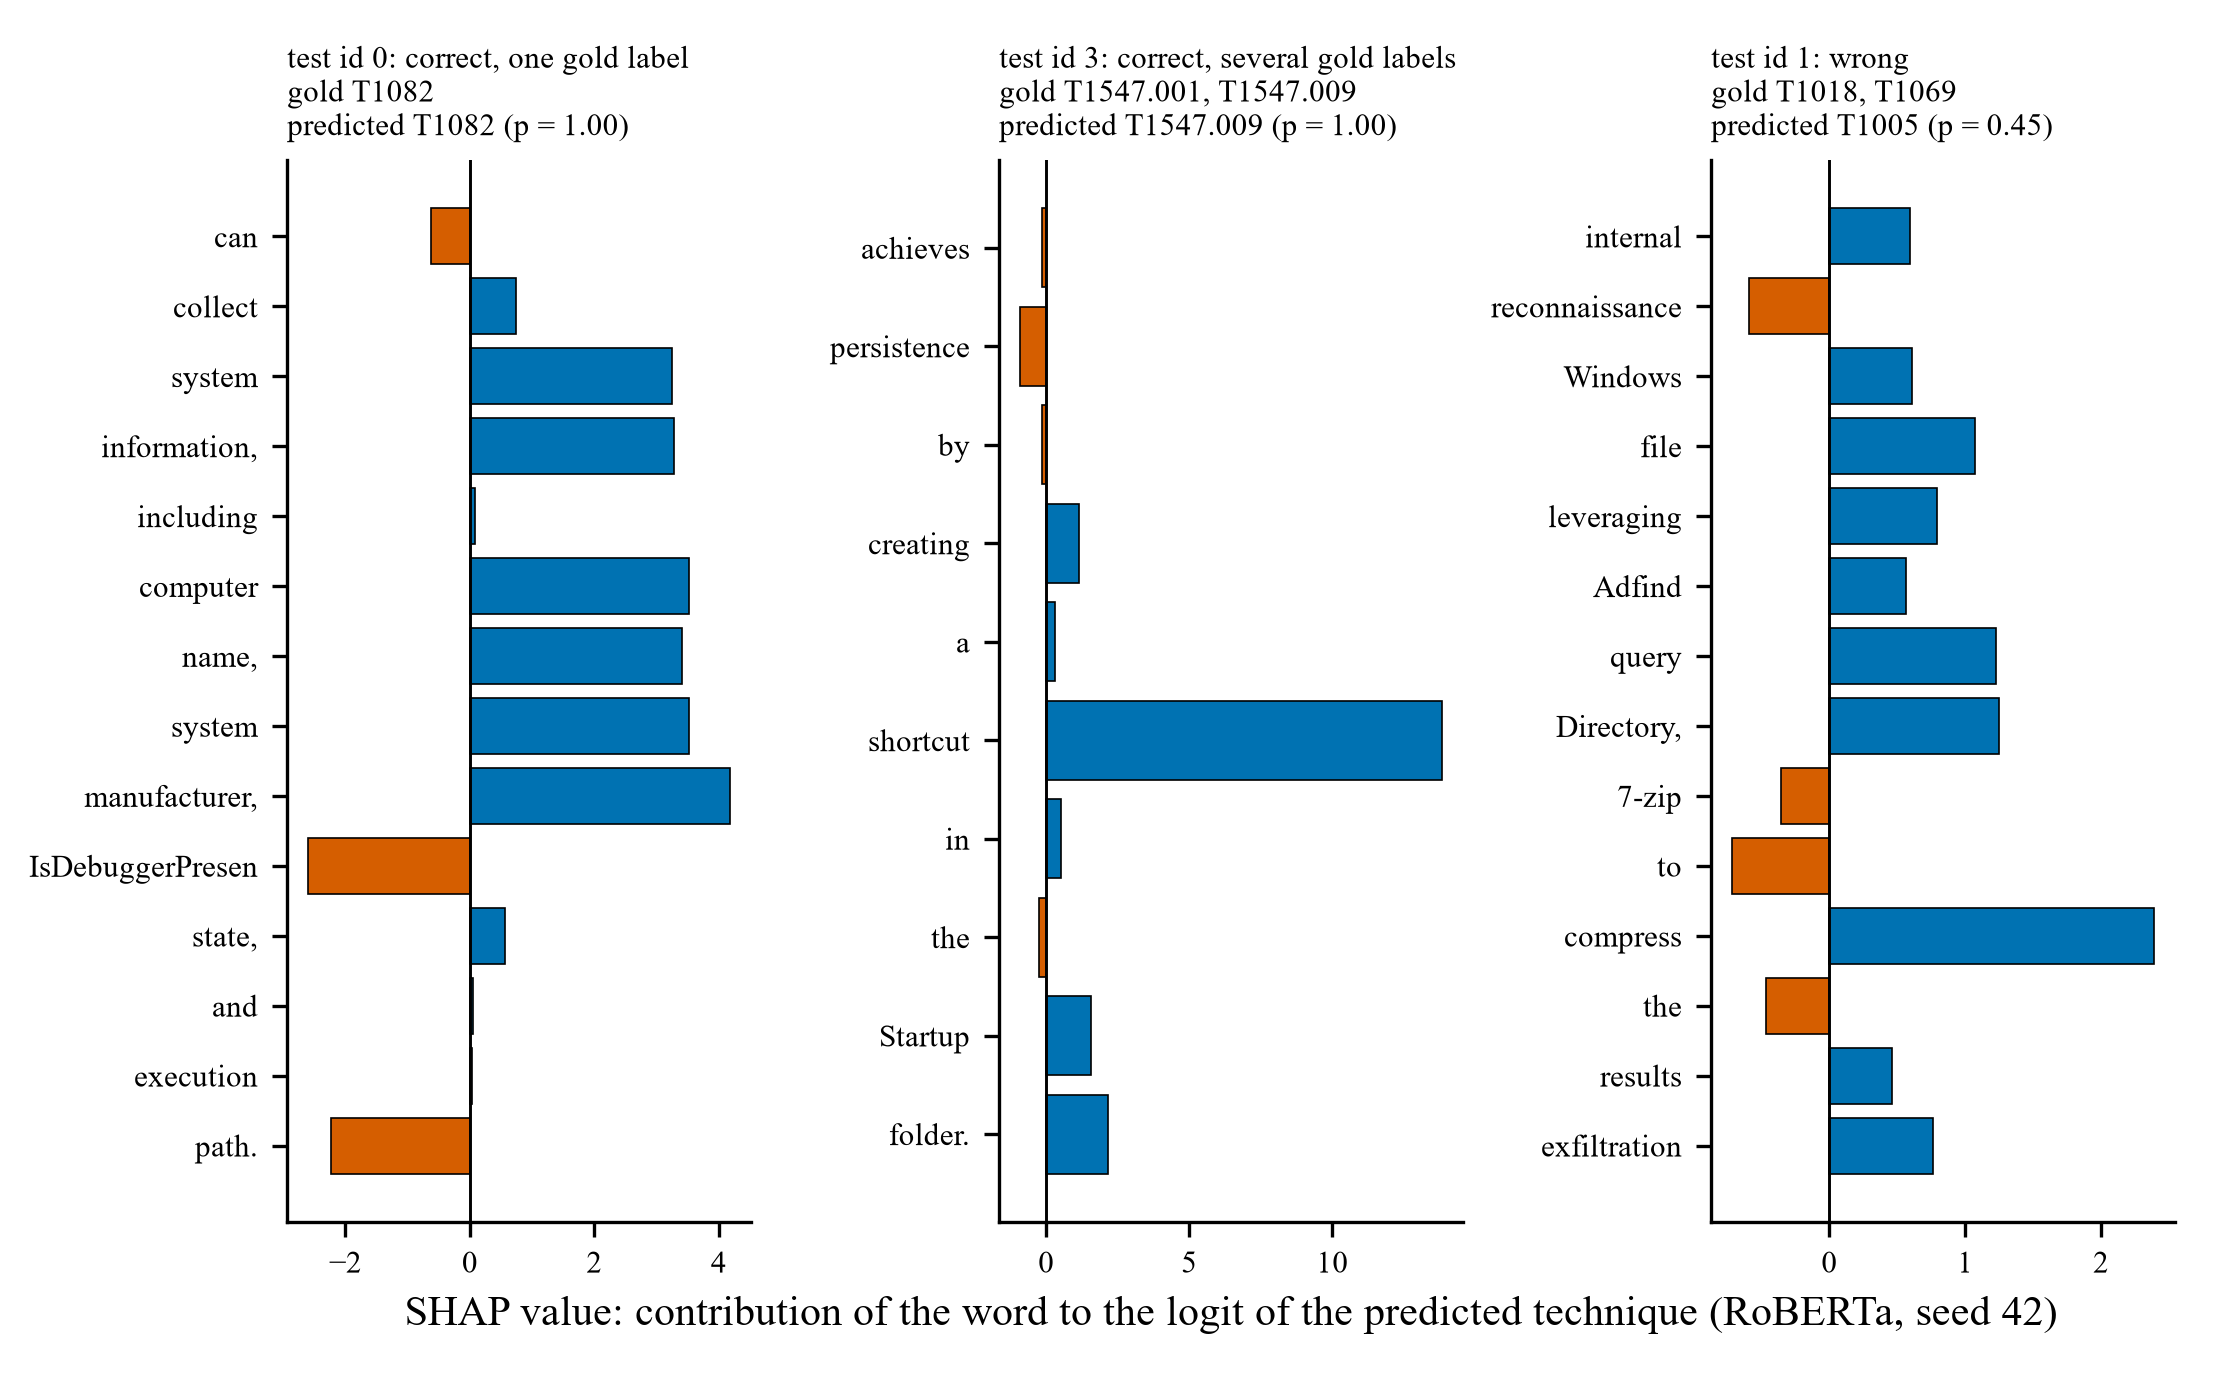 test id 0: correct, one gold label
gold T1082
predicted T1082 (p = 1.00)
can
collect
system
information,
including
computer
name,
system
manufacturer,
IsDebuggerPresen
state,
and
execution
path.
−2 0 2 4
test id 3: correct, several gold labels
gold T1547.001, T1547.009
predicted T1547.009 (p = 1.00)
achieves
persistence
by
creating
a
shortcut
in
the
Startup
folder.
0 5 10
test id 1: wrong
gold T1018, T1069
predicted T1005 (p = 0.45)
internal
reconnaissance
Windows
file
leveraging
Adfind
query
Directory,
7-zip
to
compress
the
results
exfiltration
0 1 2
SHAP value: contribution of the word to the logit of the predicted technique (RoBERTa, seed 42)